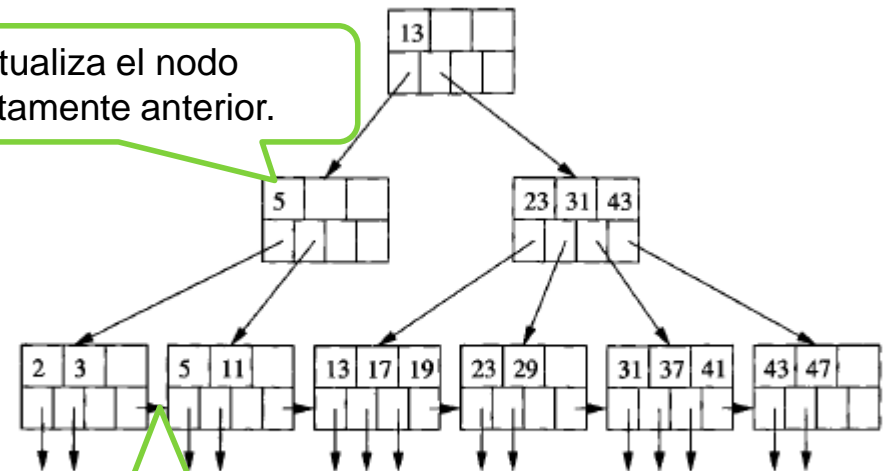 13
tualiza el nodo
tamente anterior.
5
23 31 43
2 3
5 11
13 17 19
23 29
31 37 41
43 47